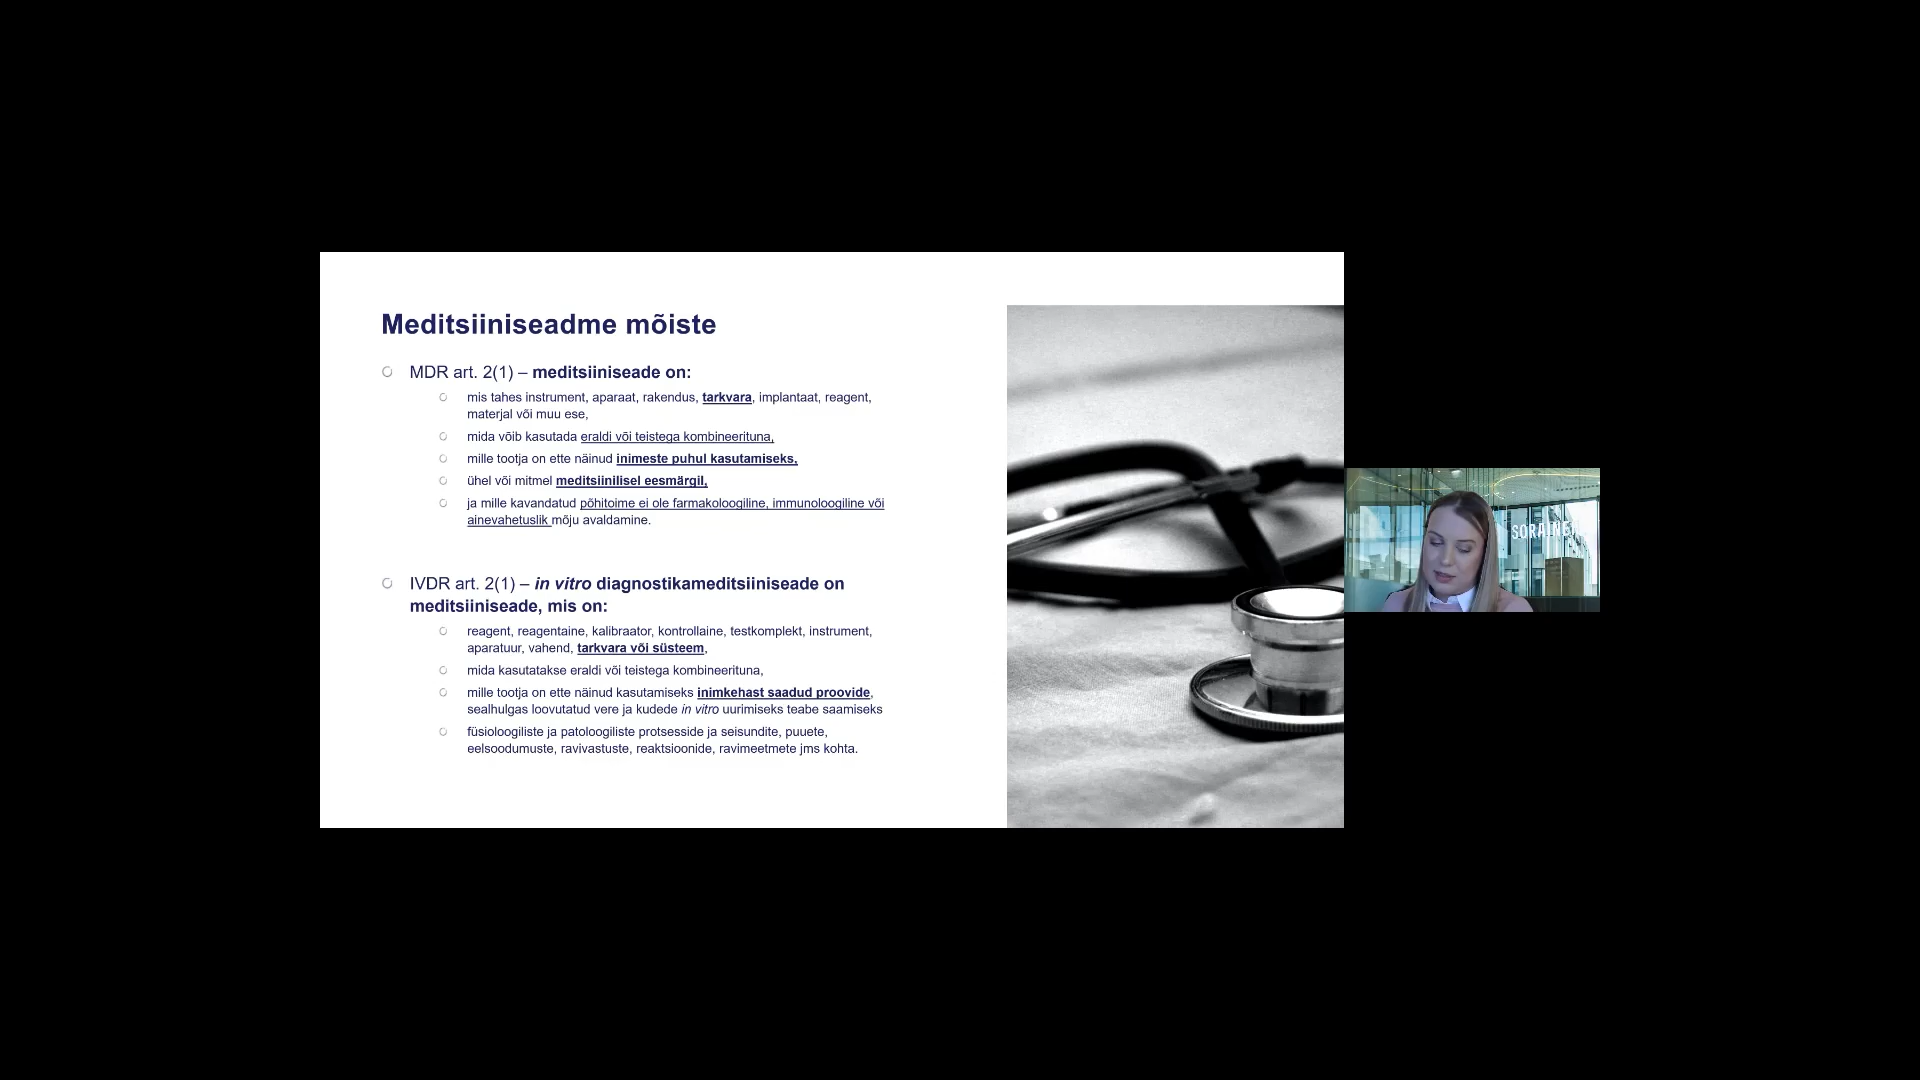 Meditsiiniseadme mõiste
MDR art. 2(1) – meditsiiniseade on:
mis tahes instrument, aparaat, rakendus, tarkvara, implantaat, reagent,
materjal või muu ese,
mida võib kasutada eraldi või teistega kombineerituna,
mille tootja on ette näinud inimeste puhul kasutamiseks,
ühel või mitmel meditsiinilisel eesmärgil,
ja mille kavandatud põhitoime ei ole farmakoloogiline, immunoloogiline või
ainevahetuslik mõju avaldamine.
IVDR art. 2(1) – in vitro diagnostikameditsiiniseade on
meditsiiniseade, mis on:
reagent, reagentaine, kalibraator, kontrollaine, testkomplekt, instrument,
aparatuur, vahend, tarkvara või süsteem,
mida kasutatakse eraldi või teistega kombineerituna,
mille tootja on ette näinud kasutamiseks inimkehast saadud proovide,
sealhulgas loovutatud vere ja kudede in vitro uurimiseks teabe saamiseks
füsioloogiliste ja patoloogiliste protsesside ja seisundite, puuete,
eelsoodumuste, ravivastuste, reaktsioonide, ravimeetmete jms kohta.